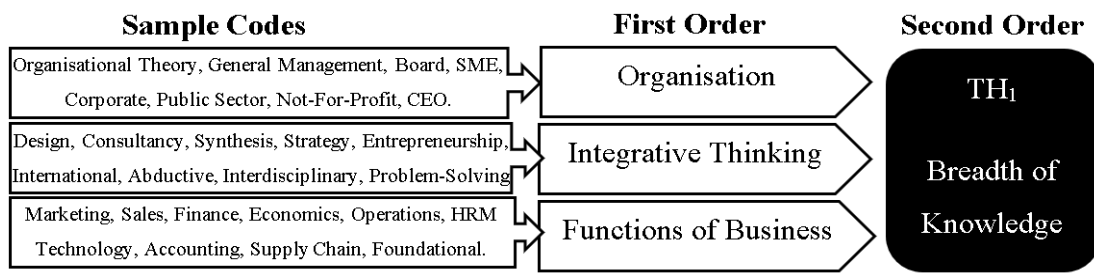 Sample Codes
First Order
Second Order
Organisational Theory, General Management, Board, SME,
Corporate, Public Sector, Not-For-Profit, CEO.
Organisation
Design, Consultancy, Synthesis, Strategy, Entrepreneurship,
International, Abductive, Interdisciplinary, Problem-Solving
Integrative Thinking
Marketing, Sales, Finance, Economics, Operations, HRM
Technology, Accounting, Supply Chain, Foundational.
Functions of Business
TH₁
Breadth of
Knowledge